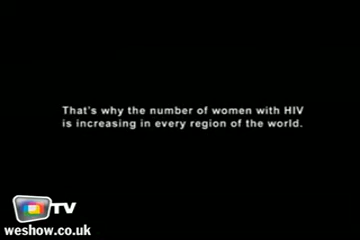 That's why the number of women with HIV
is increasing in every region of the world.
TV
weshow.co.uk